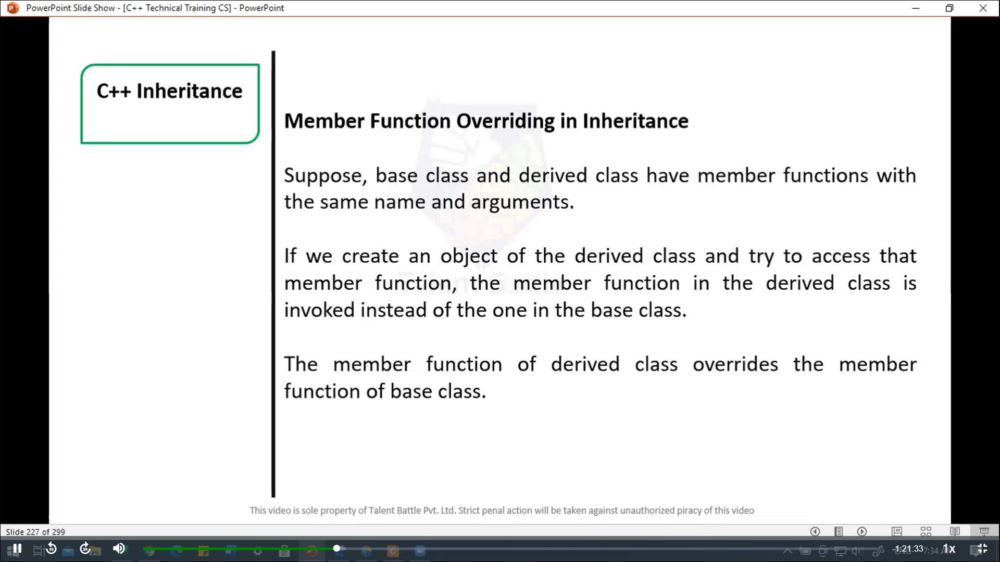 PowerPoint Slide Show - [C++ Technical Training CS] - PowerPoint
C++ Inheritance
Member Function Overriding in Inheritance
Suppose, base class and derived class have member functions with
the same name and arguments.
If we create an object of the derived class and try to access that
member function, the member function in the derived class is
invoked instead of the one in the base class.
The member function of derived class overrides the member
function of base class.
This video is sole property of Talent Battle Pvt. Ltd. Strict penal action will be taken against unauthorized piracy of this video
Slide 227 of 299
10
30
-1:21:33
1x